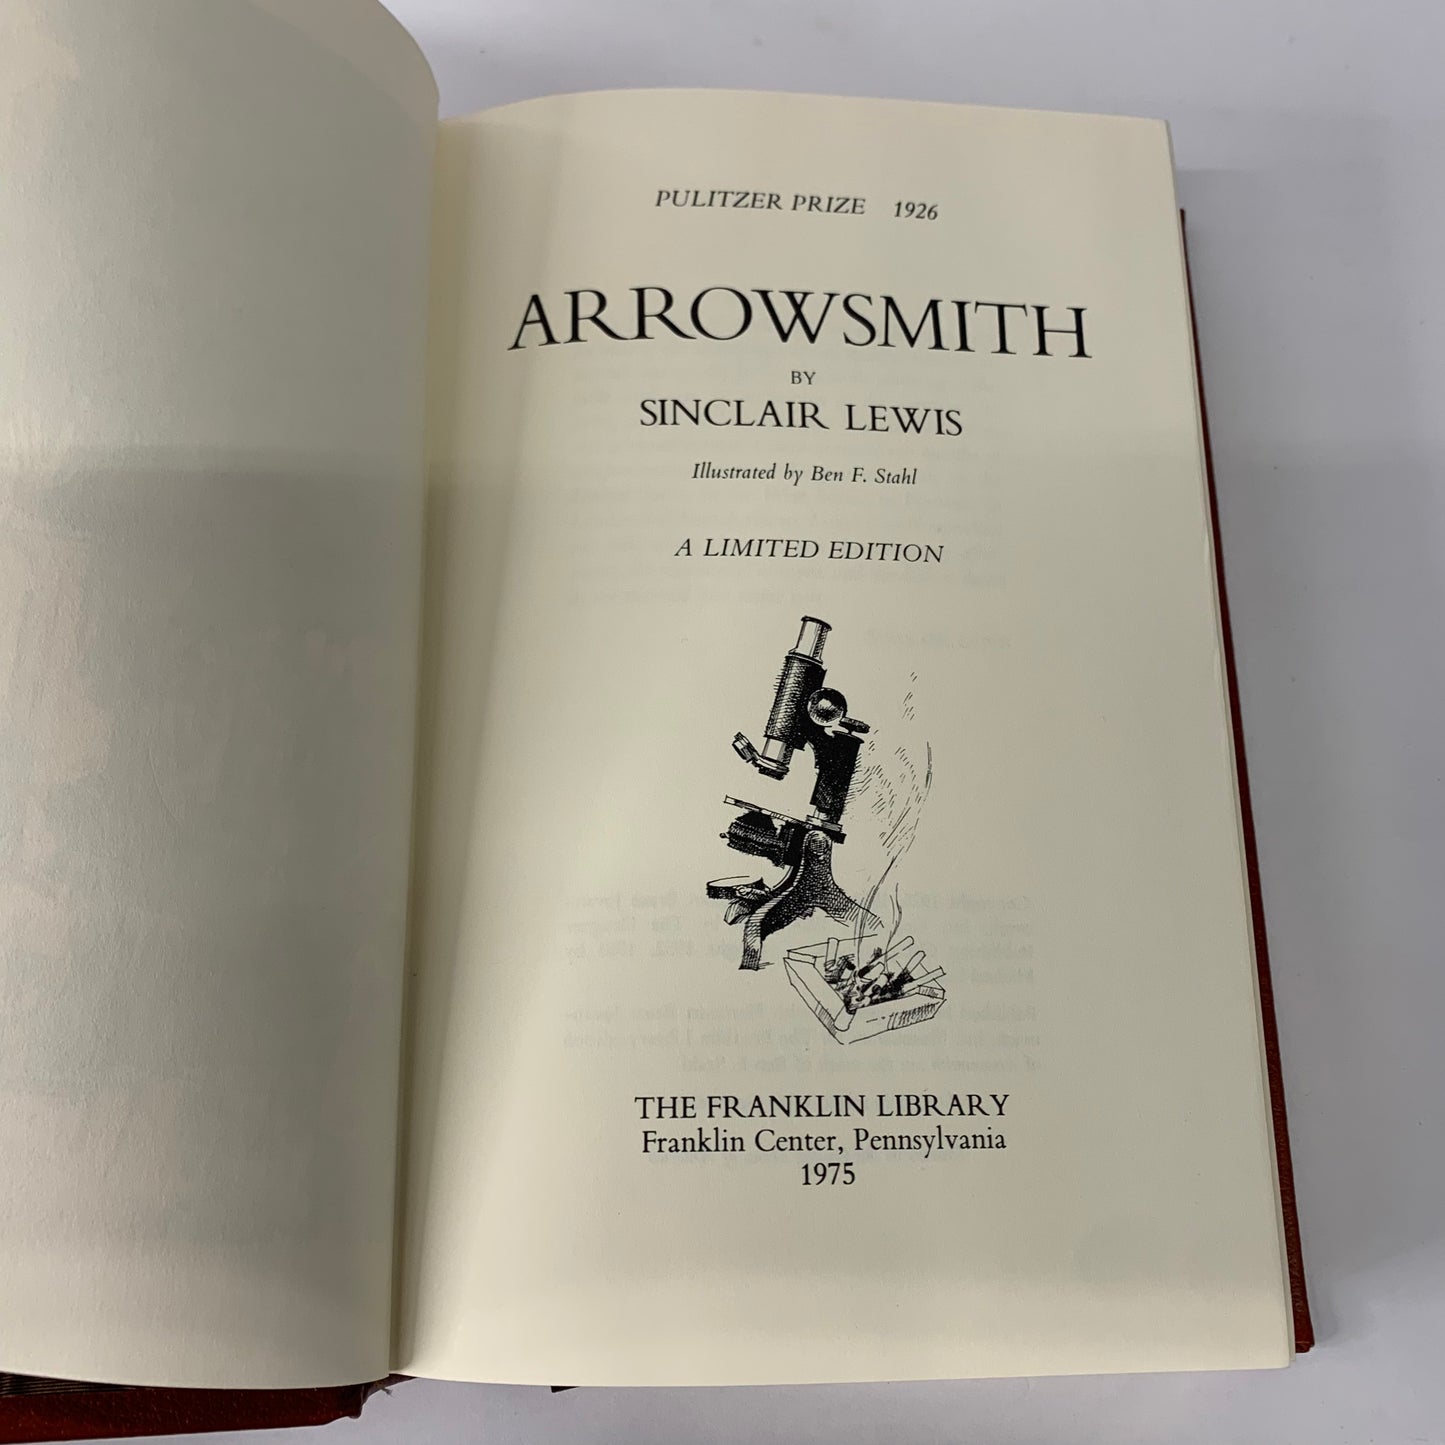 PULITZER PRIZE 1926
ARROWSMITH
BY
SINCLAIR LEWIS
Illustrated by Ben F. Stahl
A LIMITED EDITION
THE FRANKLIN LIBRARY
Franklin Center, Pennsylvania
1975